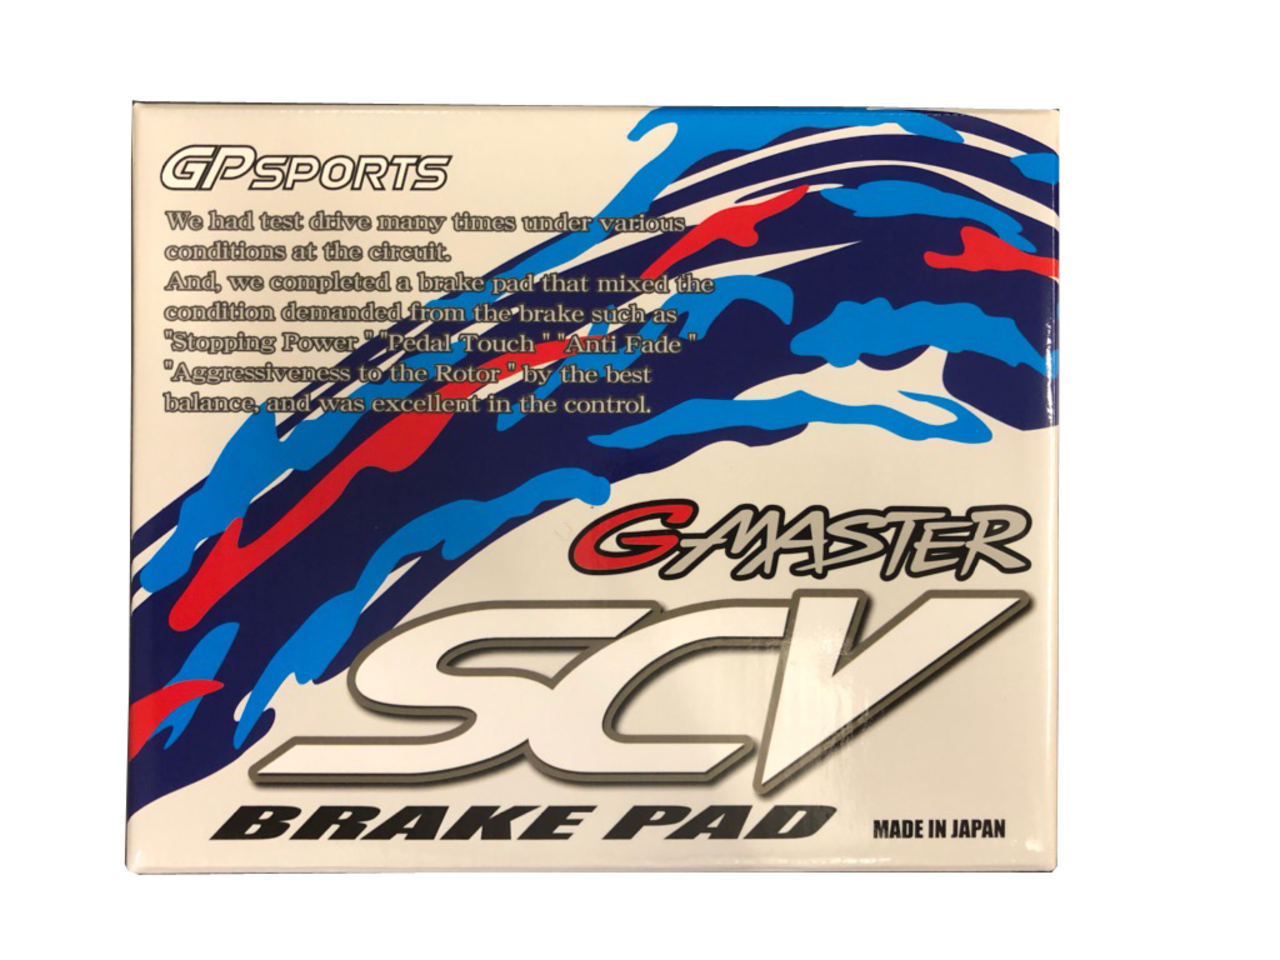 GPSPORTS
We had test drive many times under various
conditions at the circuit.
And, we completed a brake pad that mixed the
condition demanded from the brake such as
"Stopping Power " "Pedal Touch " "Anti Fade "
"Aggressiveness to the Rotor " by the best
balance, and was excellent in the control.
G-MASTER
SCV
BRAKE PAD
MADE IN JAPAN